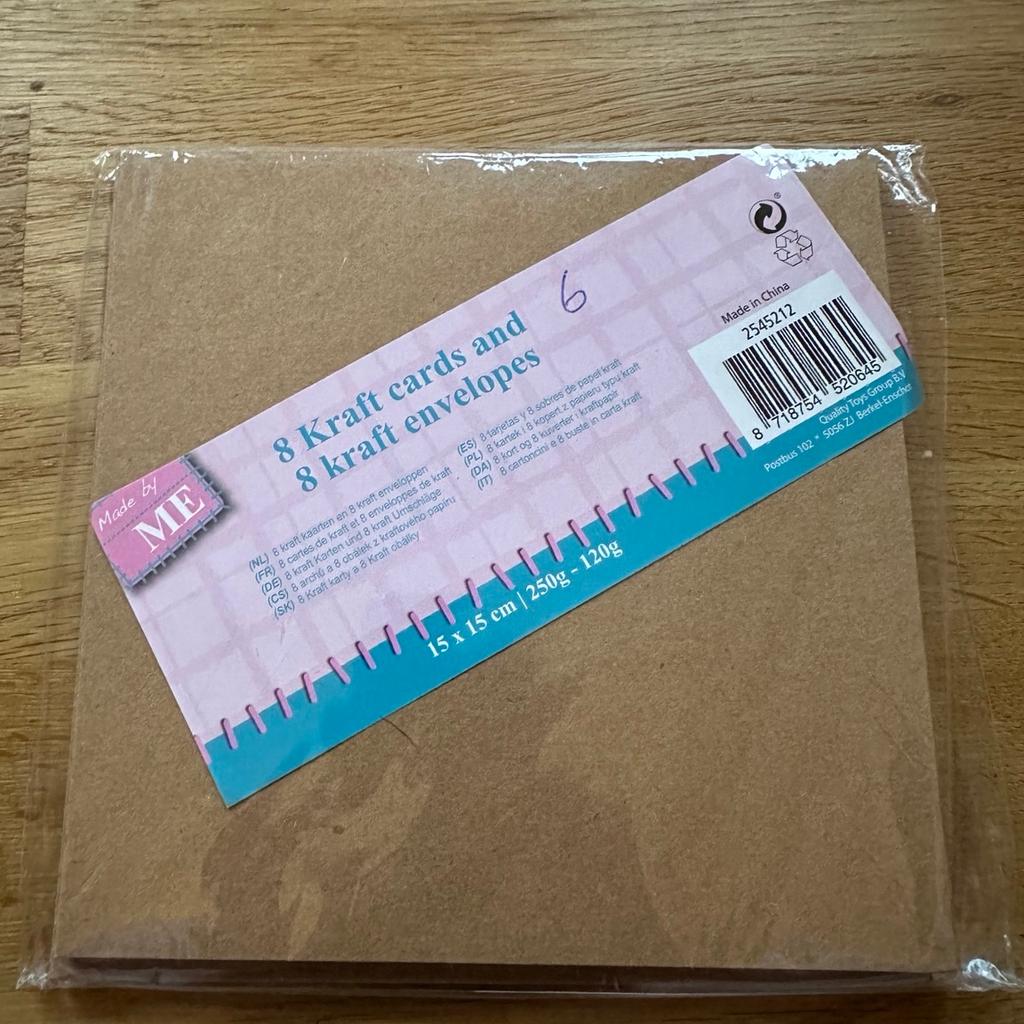 Made by
ME
8 Kraft cards and
8 kraft envelopes
6
(NL) 8 kraft kaarten en 8 kraft enveloppen
(FR) 8 cartes de kraft et 8 enveloppes de kraft
(DE) 8 kraft Karten und 8 kraft Umschläge
(CS) 8 archů a 8 obálek z kraftového papíru
(SK) 8 Kraft karty a 8 Kraft obálky
(ES) 8 tarjetas y 8 sobres de papel kraft
(PL) 8 kartek i 8 kopert z papieru typu kraft
(DA) 8 kort og 8 kuverter i kraftpapir
(IT) 8 cartoncini e 8 buste in carta kraft
15 x 15 cm | 250g - 120g
Made in China
2545212
8 718754 520645
Quality Toys Group B.V
Postbus 102 * 5056 ZJ Berkel-Enschot